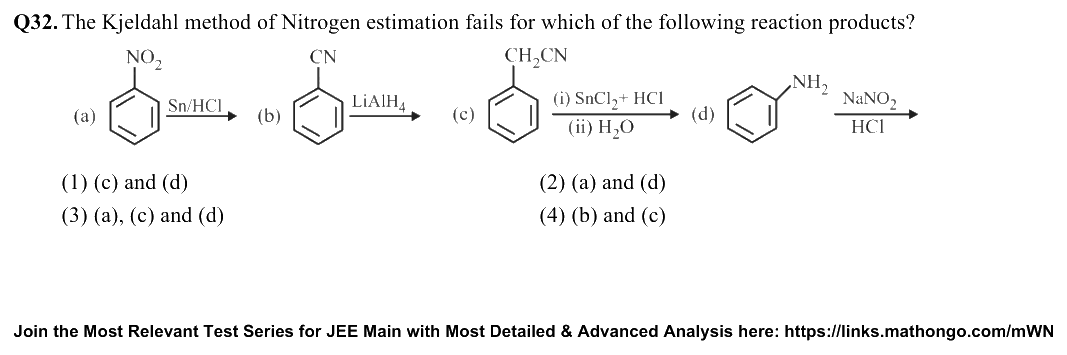 Q32. The Kjeldahl method of Nitrogen estimation fails for which of the following reaction products?
(a) NO₂ Sn/HCl (b) CN LiAlH₄ (c) CH₂CN (i) SnCl₂+ HCl (ii) H₂O (d) NH₂ NaNO₂ HCl
(1) (c) and (d) (2) (a) and (d)
(3) (a), (c) and (d) (4) (b) and (c)
Join the Most Relevant Test Series for JEE Main with Most Detailed & Advanced Analysis here: https://links.mathongo.com/mWN